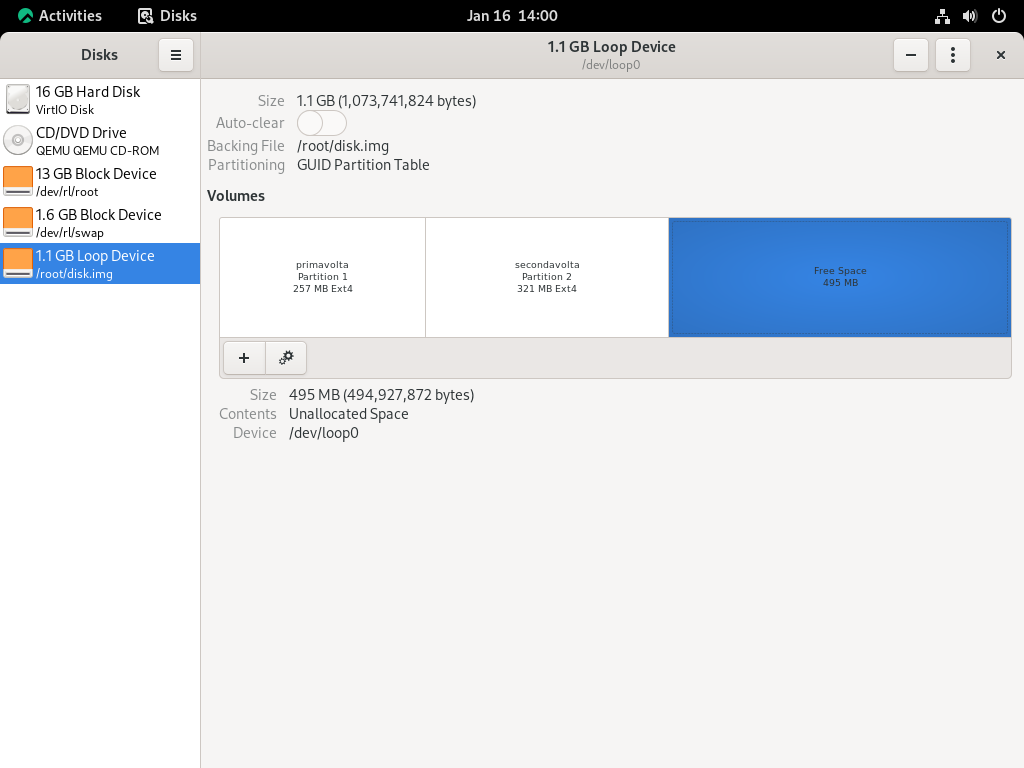 Activities
Disks
Jan 16  14:00
Disks
1.1 GB Loop Device
/dev/loop0
16 GB Hard Disk
VirtIO Disk
CD/DVD Drive
QEMU QEMU CD-ROM
13 GB Block Device
/dev/rl/root
1.6 GB Block Device
/dev/rl/swap
1.1 GB Loop Device
/root/disk.img
Size 1.1 GB (1,073,741,824 bytes)
Auto-clear
Backing File /root/disk.img
Partitioning GUID Partition Table
Volumes
primavolta
Partition 1
257 MB Ext4
secondavolta
Partition 2
321 MB Ext4
Free Space
495 MB
Size 495 MB (494,927,872 bytes)
Contents Unallocated Space
Device /dev/loop0